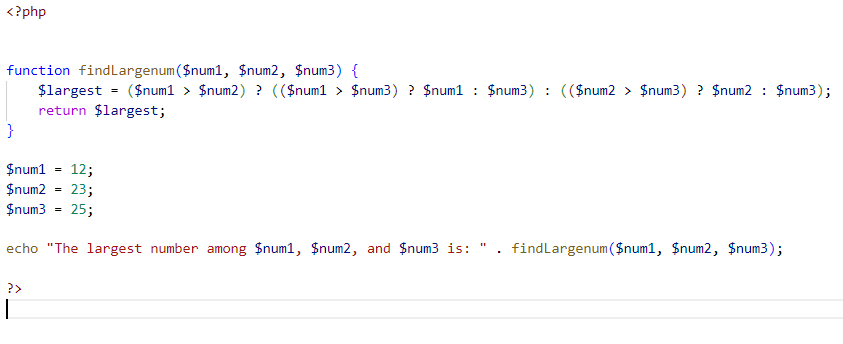 <?php
function findLargenum($num1, $num2, $num3) {
$largest = ($num1 > $num2) ? (($num1 > $num3) ? $num1 : $num3) : (($num2 > $num3) ? $num2 : $num3);
return $largest;
}
$num1 = 12;
$num2 = 23;
$num3 = 25;
echo "The largest number among $num1, $num2, and $num3 is: " . findLargenum($num1, $num2, $num3);
?>